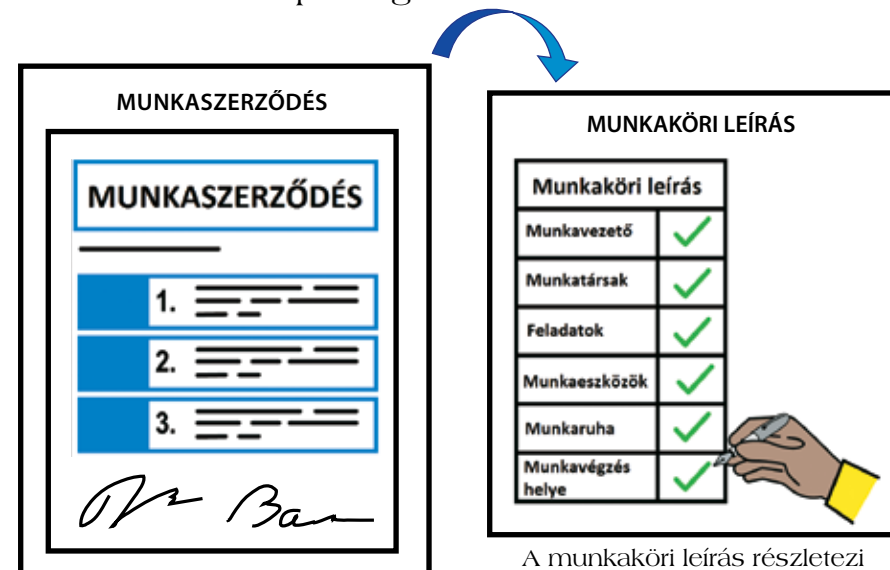 MUNKASZERZŐDÉS
MUNKASZERZŐDÉS
1.
2.
3.
MUNKAKÖRI LEÍRÁS
Munkaköri leírás
Munkavezető
Munkatársak
Feladatok
Munkaeszközök
Munkaruha
Munkavégzés
helye
A munkaköri leírás részletezi